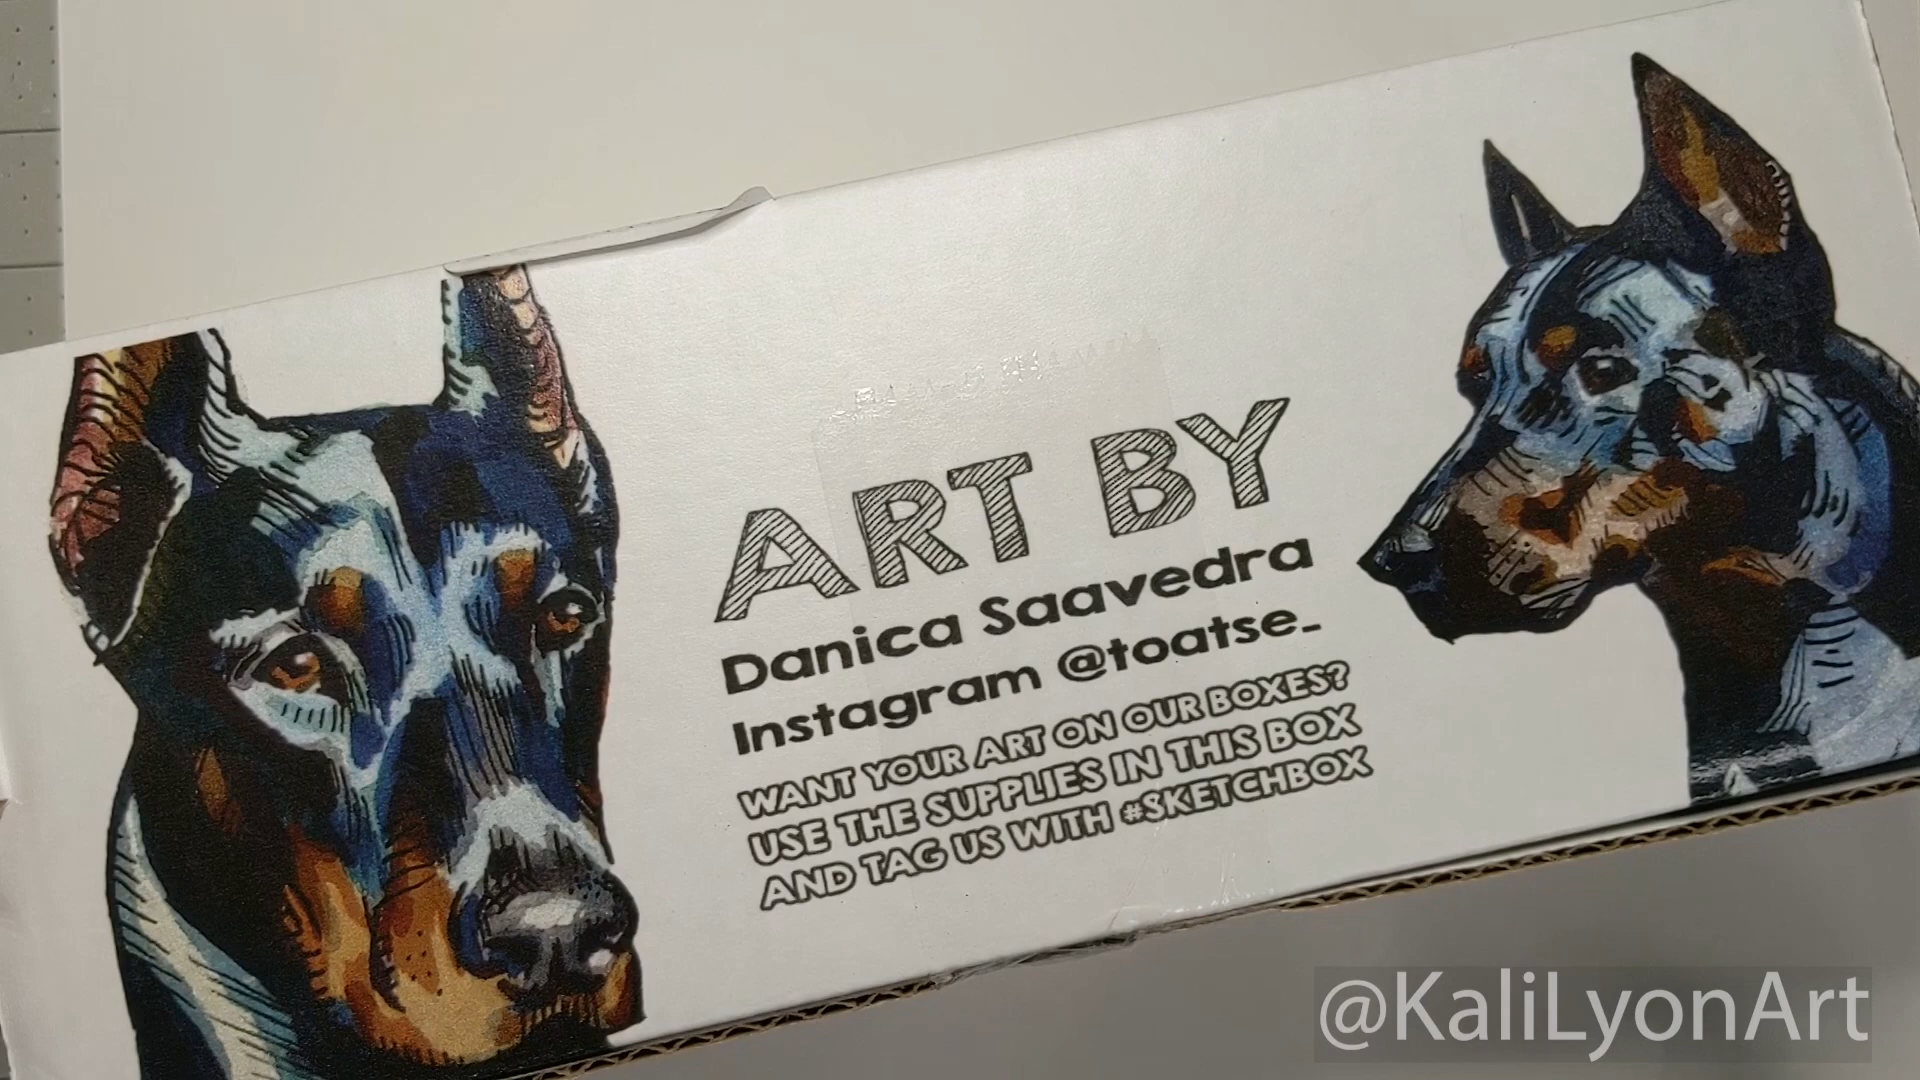 ART BY
Danica Saavedra
Instagram @toatse_
WANT YOUR ART ON OUR BOXES?
USE THE SUPPLIES IN THIS BOX
AND TAG US WITH #SKETCHBOX
@KaliLyonArt